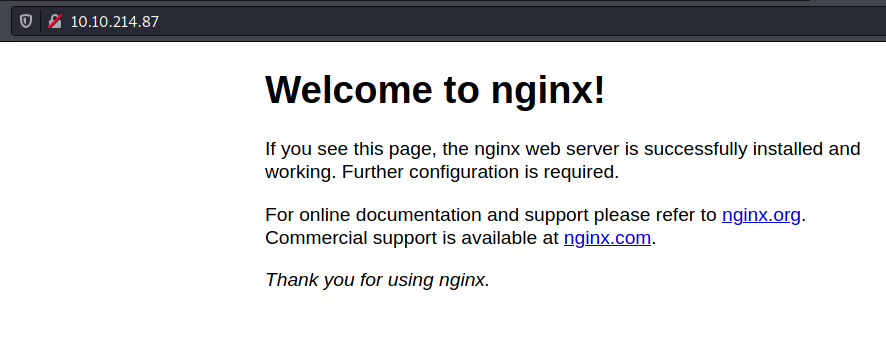 10.10.214.87
Welcome to nginx!
If you see this page, the nginx web server is successfully installed and
working. Further configuration is required.
For online documentation and support please refer to nginx.org.
Commercial support is available at nginx.com.
Thank you for using nginx.